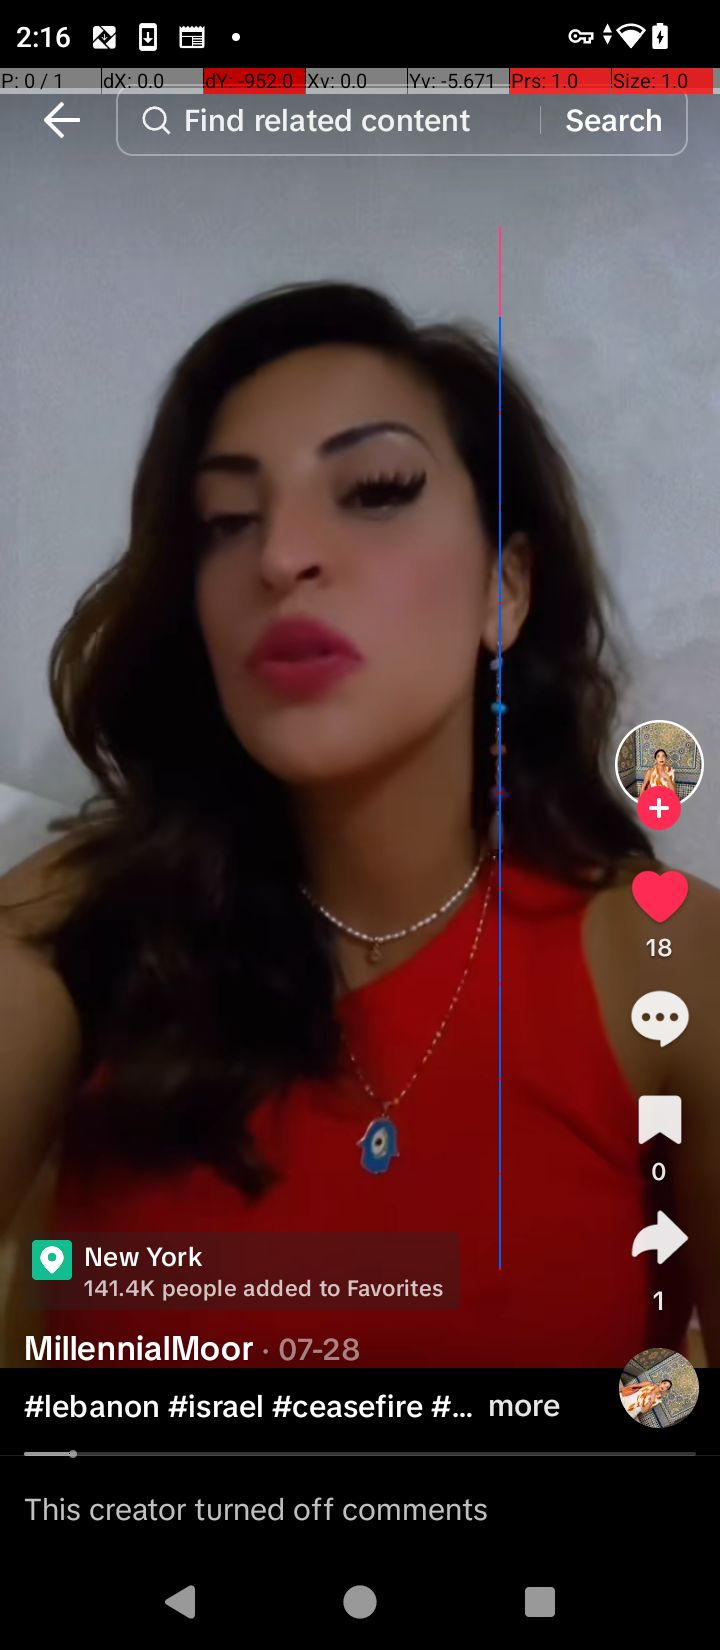 2:16
P: 0 / 1 dX: 0.0 dY: -952.0 Xv: 0.0 Yv: -5.671 Prs: 1.0 Size: 1.0
Find related content Search
18
0
1
New York
141.4K people added to Favorites
MillennialMoor · 07-28
#lebanon #israel #ceasefire #... more
This creator turned off comments